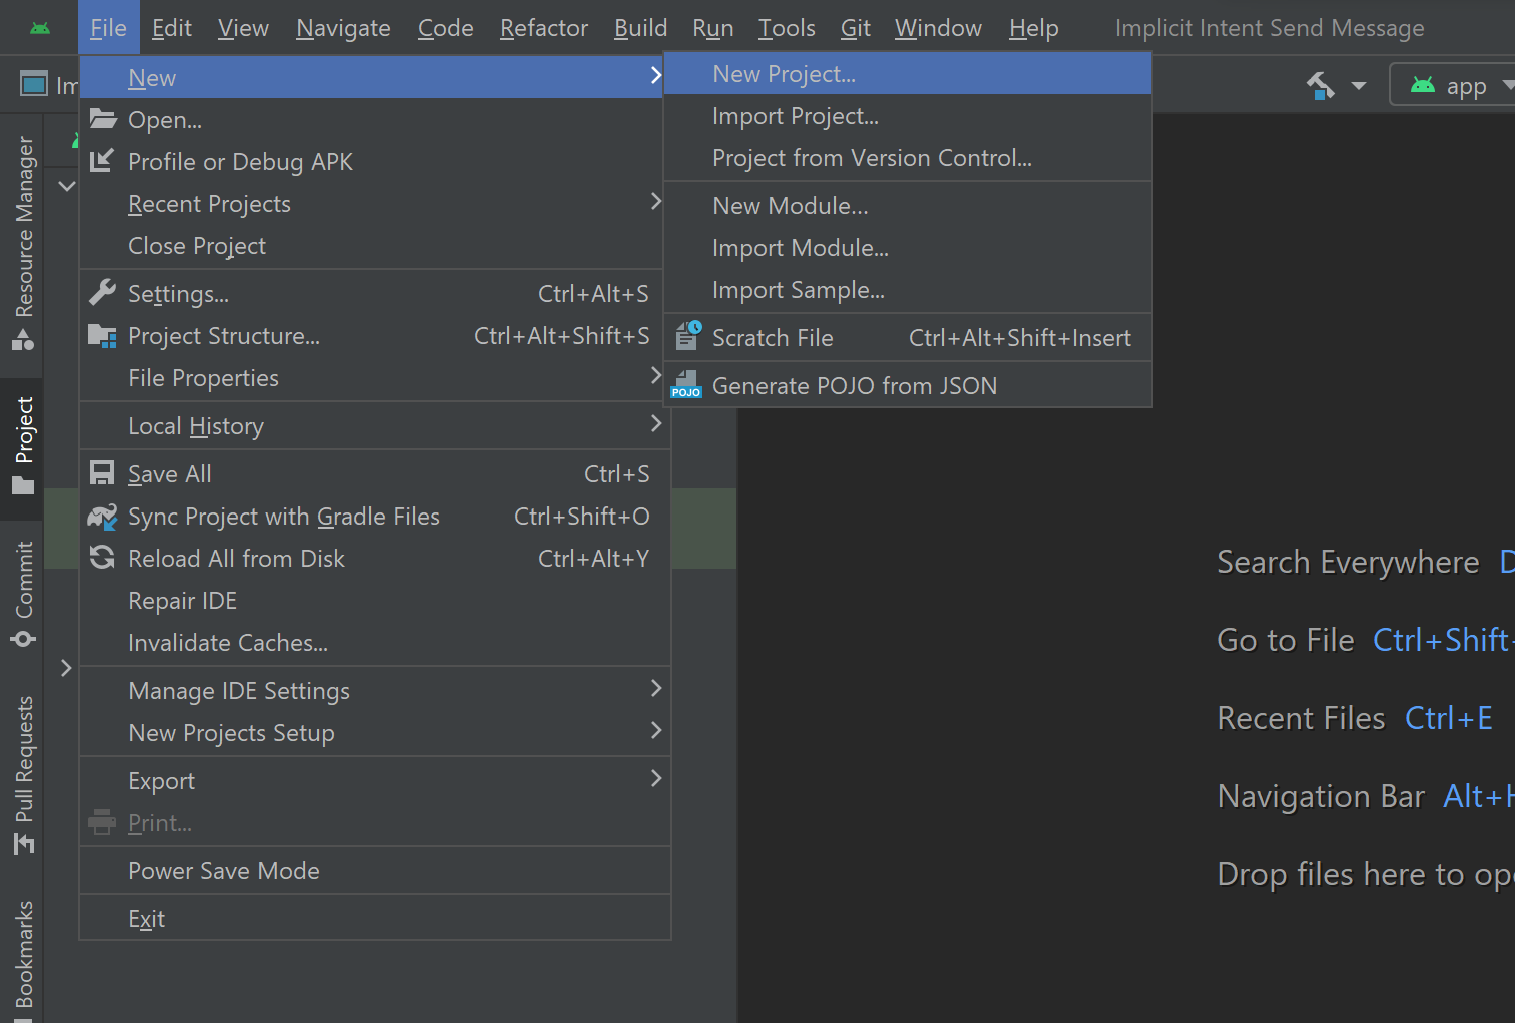 File Edit View Navigate Code Refactor Build Run Tools Git Window Help Implicit Intent Send Message
Im
app
New
Open...
Profile or Debug APK
Recent Projects
Close Project
Settings... Ctrl+Alt+S
Project Structure... Ctrl+Alt+Shift+S
File Properties
Local History
Save All Ctrl+S
Sync Project with Gradle Files Ctrl+Shift+O
Reload All from Disk Ctrl+Alt+Y
Repair IDE
Invalidate Caches...
Manage IDE Settings
New Projects Setup
Export
Print...
Power Save Mode
Exit
New Project...
Import Project...
Project from Version Control...
New Module...
Import Module...
Import Sample...
Scratch File Ctrl+Alt+Shift+Insert
POJO Generate POJO from JSON
Resource Manager
Project
Commit
Pull Requests
Bookmarks
Search Everywhere D
Go to File Ctrl+Shift+
Recent Files Ctrl+E
Navigation Bar Alt+H
Drop files here to ope